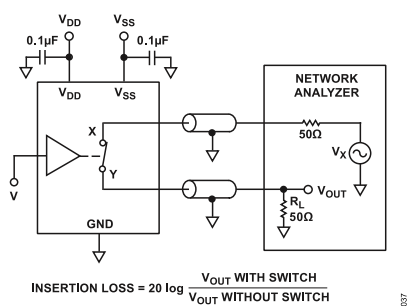 VDD
VSS
0.1µF
0.1µF
VDD
VSS
NETWORK
ANALYZER
X
50Ω
VX
Y
V
VOUT
RL
50Ω
GND
INSERTION LOSS = 20 log VOUT WITH SWITCH
VOUT WITHOUT SWITCH
037